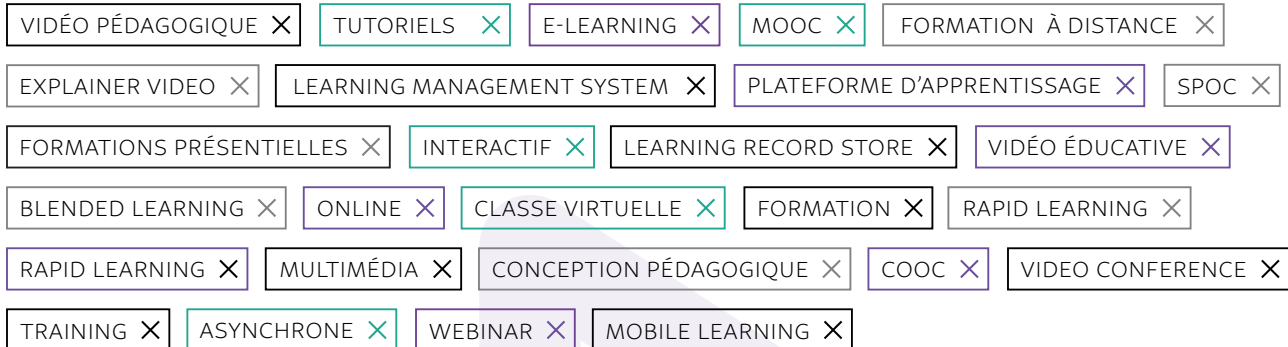 VIDÉO PÉDAGOGIQUE TUTORIELS E-LEARNING MOOC FORMATION À DISTANCE
EXPLAINER VIDEO LEARNING MANAGEMENT SYSTEM PLATEFORME D'APPRENTISSAGE SPOC
FORMATIONS PRÉSENTIELLES INTERACTIF LEARNING RECORD STORE VIDÉO ÉDUCATIVE
BLENDED LEARNING ONLINE CLASSE VIRTUELLE FORMATION RAPID LEARNING
RAPID LEARNING MULTIMÉDIA CONCEPTION PÉDAGOGIQUE COOC VIDEO CONFERENCE
TRAINING ASYNCHRONE WEBINAR MOBILE LEARNING